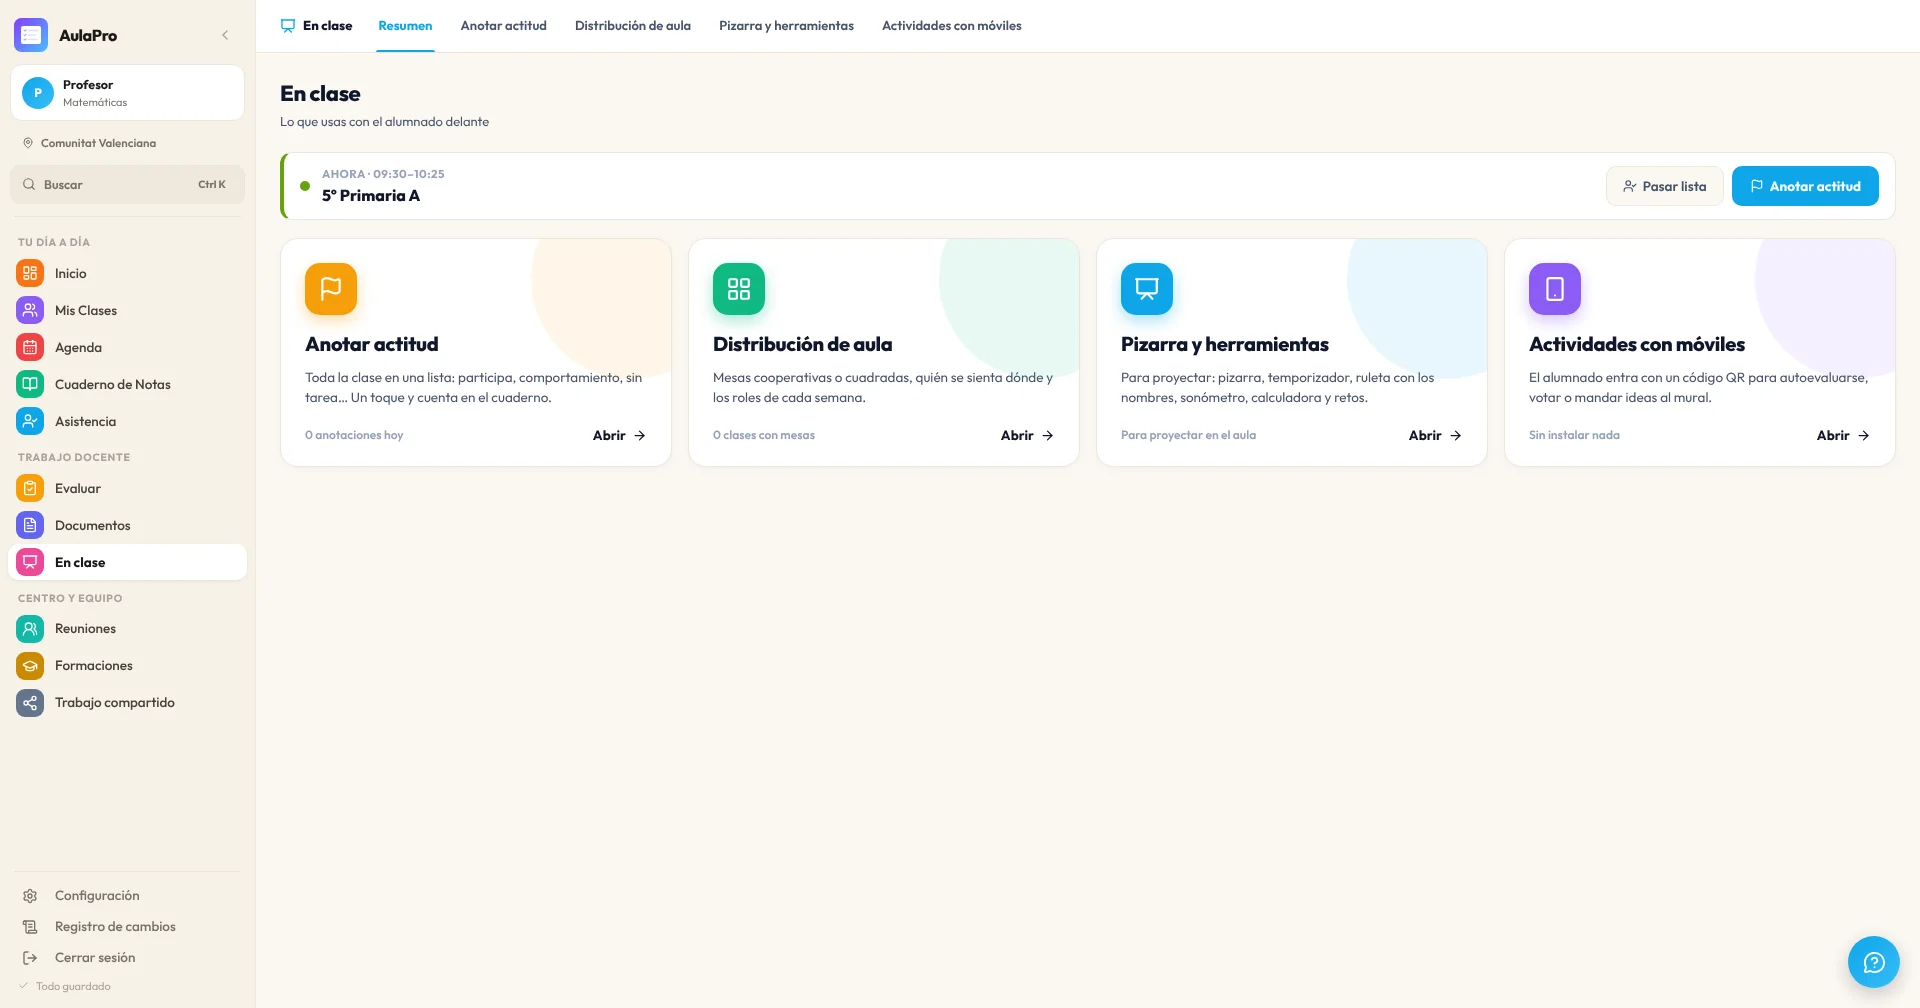 AulaPro
P
Profesor
Matemáticas
Comunitat Valenciana
Buscar
Ctrl K
TU DÍA A DÍA
Inicio
Mis Clases
Agenda
Cuaderno de Notas
Asistencia
TRABAJO DOCENTE
Evaluar
Documentos
En clase
CENTRO Y EQUIPO
Reuniones
Formaciones
Trabajo compartido
Configuración
Registro de cambios
Cerrar sesión
Todo guardado
En clase
Resumen
Anotar actitud
Distribución de aula
Pizarra y herramientas
Actividades con móviles
En clase
Lo que usas con el alumnado delante
AHORA · 09:30–10:25
5º Primaria A
Pasar lista
Anotar actitud
Anotar actitud
Toda la clase en una lista: participa, comportamiento, sin
tarea… Un toque y cuenta en el cuaderno.
0 anotaciones hoy
Abrir
Distribución de aula
Mesas cooperativas o cuadradas, quién se sienta dónde y
los roles de cada semana.
0 clases con mesas
Abrir
Pizarra y herramientas
Para proyectar: pizarra, temporizador, ruleta con los
nombres, sonómetro, calculadora y retos.
Para proyectar en el aula
Abrir
Actividades con móviles
El alumnado entra con un código QR para autoevaluarse,
votar o mandar ideas al mural.
Sin instalar nada
Abrir